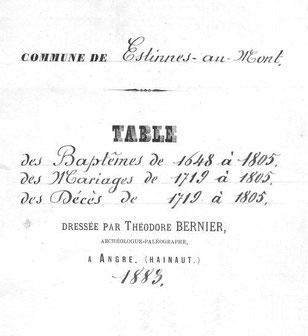 COMMUNE DE Estinnes-au-Mont.
TABLE
des Baptêmes de 1648 à 1805.
des Mariages de 1719 à 1805.
des Décès de 1719 à 1805.
DRESSÉE PAR THÉODORE BERNIER,
ARCHÉOLOGUE-PALÉOGRAPHE,
A ANGRE, (HAINAUT.)
1883.